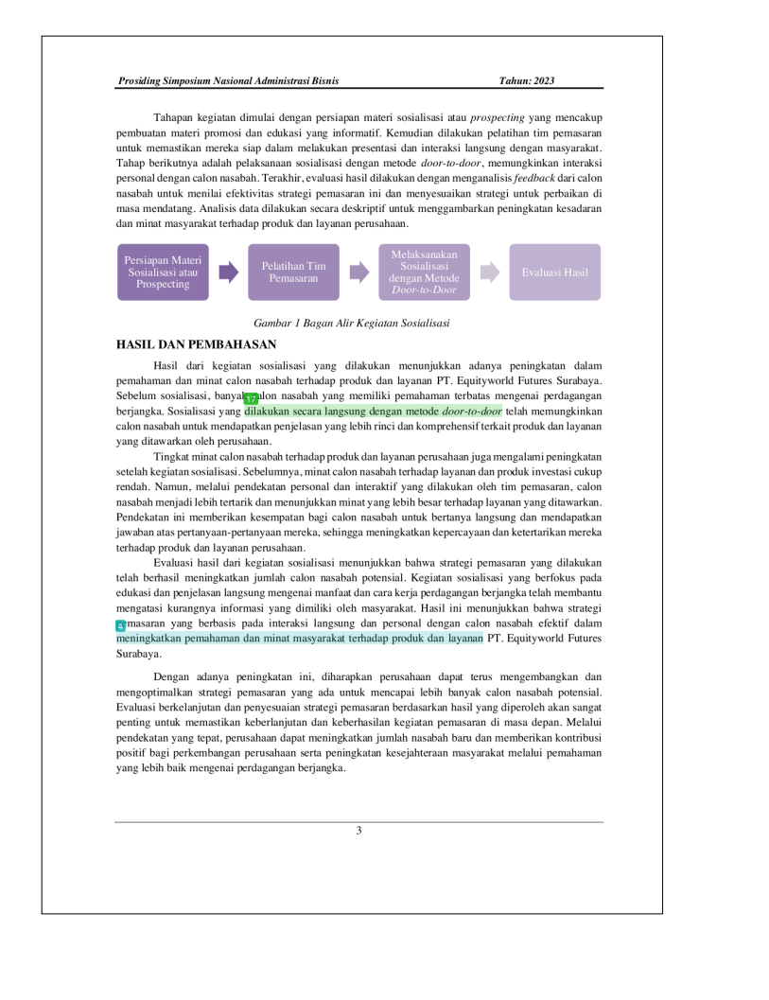 Prosiding Simposium Nasional Administrasi Bisnis Tahun: 2023
Tahapan kegiatan dimulai dengan persiapan materi sosialisasi atau prospecting yang mencakup
pembuatan materi promosi dan edukasi yang informatif. Kemudian dilakukan pelatihan tim pemasaran
untuk memastikan mereka siap dalam melakukan presentasi dan interaksi langsung dengan masyarakat.
Tahap berikutnya adalah pelaksanaan sosialisasi dengan metode door-to-door, memungkinkan interaksi
personal dengan calon nasabah. Terakhir, evaluasi hasil dilakukan dengan menganalisis feedback dari calon
nasabah untuk menilai efektivitas strategi pemasaran ini dan menyesuaikan strategi untuk perbaikan di
masa mendatang. Analisis data dilakukan secara deskriptif untuk menggambarkan peningkatan kesadaran
dan minat masyarakat terhadap produk dan layanan perusahaan.
Persiapan Materi
Sosialisasi atau
Prospecting
Pelatihan Tim
Pemasaran
Melaksanakan
Sosialisasi
dengan Metode
Door-to-Door
Evaluasi Hasil
Gambar 1 Bagan Alir Kegiatan Sosialisasi
HASIL DAN PEMBAHASAN
Hasil dari kegiatan sosialisasi yang dilakukan menunjukkan adanya peningkatan dalam
pemahaman dan minat calon nasabah terhadap produk dan layanan PT. Equityworld Futures Surabaya.
Sebelum sosialisasi, banyak 17 alon nasabah yang memiliki pemahaman terbatas mengenai perdagangan
berjangka. Sosialisasi yang dilakukan secara langsung dengan metode door-to-door telah memungkinkan
calon nasabah untuk mendapatkan penjelasan yang lebih rinci dan komprehensif terkait produk dan layanan
yang ditawarkan oleh perusahaan.
Tingkat minat calon nasabah terhadap produk dan layanan perusahaan juga mengalami peningkatan
setelah kegiatan sosialisasi. Sebelumnya, minat calon nasabah terhadap layanan dan produk investasi cukup
rendah. Namun, melalui pendekatan personal dan interaktif yang dilakukan oleh tim pemasaran, calon
nasabah menjadi lebih tertarik dan menunjukkan minat yang lebih besar terhadap layanan yang ditawarkan.
Pendekatan ini memberikan kesempatan bagi calon nasabah untuk bertanya langsung dan mendapatkan
jawaban atas pertanyaan-pertanyaan mereka, sehingga meningkatkan kepercayaan dan ketertarikan mereka
terhadap produk dan layanan perusahaan.
Evaluasi hasil dari kegiatan sosialisasi menunjukkan bahwa strategi pemasaran yang dilakukan
telah berhasil meningkatkan jumlah calon nasabah potensial. Kegiatan sosialisasi yang berfokus pada
edukasi dan penjelasan langsung mengenai manfaat dan cara kerja perdagangan berjangka telah membantu
mengatasi kurangnya informasi yang dimiliki oleh masyarakat. Hasil ini menunjukkan bahwa strategi
4 emasaran yang berbasis pada interaksi langsung dan personal dengan calon nasabah efektif dalam
meningkatkan pemahaman dan minat masyarakat terhadap produk dan layanan PT. Equityworld Futures
Surabaya.
Dengan adanya peningkatan ini, diharapkan perusahaan dapat terus mengembangkan dan
mengoptimalkan strategi pemasaran yang ada untuk mencapai lebih banyak calon nasabah potensial.
Evaluasi berkelanjutan dan penyesuaian strategi pemasaran berdasarkan hasil yang diperoleh akan sangat
penting untuk memastikan keberlanjutan dan keberhasilan kegiatan pemasaran di masa depan. Melalui
pendekatan yang tepat, perusahaan dapat meningkatkan jumlah nasabah baru dan memberikan kontribusi
positif bagi perkembangan perusahaan serta peningkatan kesejahteraan masyarakat melalui pemahaman
yang lebih baik mengenai perdagangan berjangka.
3